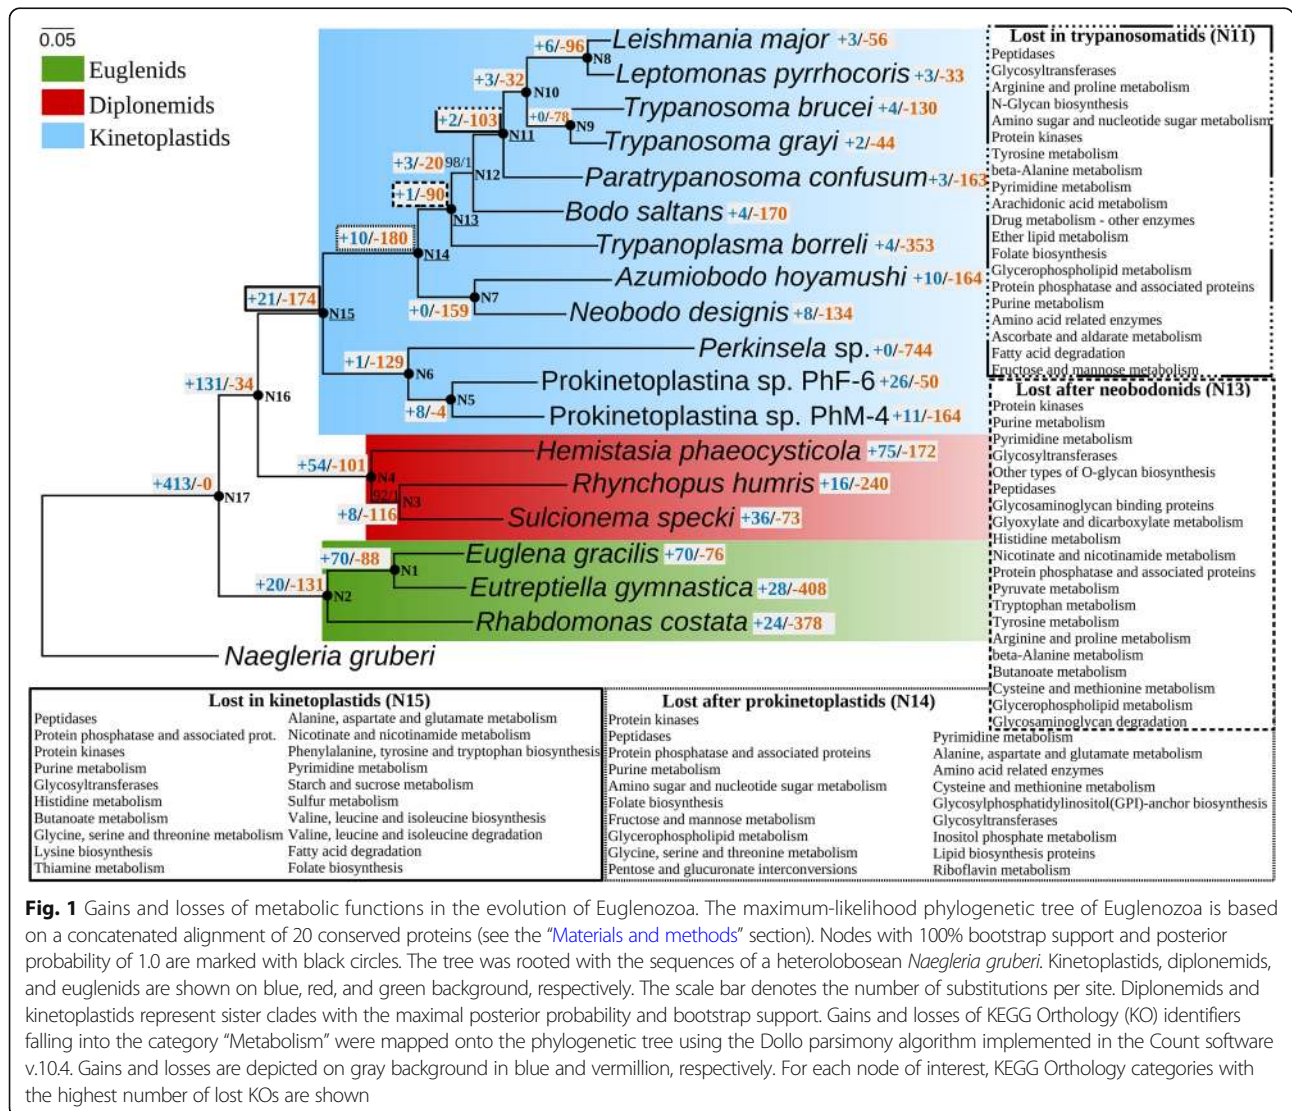 0.05
Euglenids
Diplonemids
Kinetoplastids
Leishmania major +3/-56
+6/-96
N8
Leptomonas pyrrhocoris +3/-33
+3/-32
N10
Trypanosoma brucei +4/-130
+0/-78
N9
+2/-103
N11
Trypanosoma grayi +2/-44
+3/-20
98/1
N12
Paratrypanosoma confusum +3/-163
+1/-90
N13
Bodo saltans +4/-170
+10/-180
N14
Trypanoplasma borreli +4/-353
Azumiobodo hoyamushi +10/-164
+21/-174
N15
N7
+0/-159
Neobodo designis +8/-134
Perkinsela sp. +0/-744
+1/-129
N6
Prokinetoplastina sp. PhF-6 +26/-50
+131/-34
N16
N5
+8/-4
Prokinetoplastina sp. PhM-4 +11/-164
Hemistasia phaeocysticola +75/-172
+54/-101
N4
Rhynchopus humris +16/-240
+413/-0
N17
92/1
N3
+8/-116
Sulcionema specki +36/-73
Euglena gracilis +70/-76
+70/-88
N1
Eutreptiella gymnastica +28/-408
+20/-131
N2
Rhabdomonas costata +24/-378
Naegleria gruberi
Lost in trypanosomatids (N11)
Peptidases
Glycosyltransferases
Arginine and proline metabolism
N-Glycan biosynthesis
Amino sugar and nucleotide sugar metabolism
Protein kinases
Tyrosine metabolism
beta-Alanine metabolism
Pyrimidine metabolism
Arachidonic acid metabolism
Drug metabolism - other enzymes
Ether lipid metabolism
Folate biosynthesis
Glycerophospholipid metabolism
Protein phosphatase and associated proteins
Purine metabolism
Amino acid related enzymes
Ascorbate and aldarate metabolism
Fatty acid degradation
Fructose and mannose metabolism
Lost after neobodonids (N13)
Protein kinases
Purine metabolism
Pyrimidine metabolism
Glycosyltransferases
Other types of O-glycan biosynthesis
Peptidases
Glycosaminoglycan binding proteins
Glyoxylate and dicarboxylate metabolism
Histidine metabolism
Nicotinate and nicotinamide metabolism
Protein phosphatase and associated proteins
Pyruvate metabolism
Tryptophan metabolism
Tyrosine metabolism
Arginine and proline metabolism
beta-Alanine metabolism
Butanoate metabolism
Cysteine and methionine metabolism
Glycerophospholipid metabolism
Glycosaminoglycan degradation
Lost in kinetoplastids (N15)
Peptidases
Protein phosphatase and associated prot.
Protein kinases
Purine metabolism
Glycosyltransferases
Histidine metabolism
Butanoate metabolism
Glycine, serine and threonine metabolism
Lysine biosynthesis
Thiamine metabolism
Alanine, aspartate and glutamate metabolism
Nicotinate and nicotinamide metabolism
Phenylalanine, tyrosine and tryptophan biosynthesis
Pyrimidine metabolism
Starch and sucrose metabolism
Sulfur metabolism
Valine, leucine and isoleucine biosynthesis
Valine, leucine and isoleucine degradation
Fatty acid degradation
Folate biosynthesis
Lost after prokinetoplastids (N14)
Protein kinases
Peptidases
Protein phosphatase and associated proteins
Purine metabolism
Amino sugar and nucleotide sugar metabolism
Folate biosynthesis
Fructose and mannose metabolism
Glycerophospholipid metabolism
Glycine, serine and threonine metabolism
Pentose and glucuronate interconversions
Pyrimidine metabolism
Alanine, aspartate and glutamate metabolism
Amino acid related enzymes
Cysteine and methionine metabolism
Glycosylphosphatidylinositol(GPI)-anchor biosynthesis
Glycosyltransferases
Inositol phosphate metabolism
Lipid biosynthesis proteins
Riboflavin metabolism
Fig. 1 Gains and losses of metabolic functions in the evolution of Euglenozoa. The maximum-likelihood phylogenetic tree of Euglenozoa is based
on a concatenated alignment of 20 conserved proteins (see the “Materials and methods” section). Nodes with 100% bootstrap support and posterior
probability of 1.0 are marked with black circles. The tree was rooted with the sequences of a heterolobosean Naegleria gruberi. Kinetoplastids, diplonemids,
and euglenids are shown on blue, red, and green background, respectively. The scale bar denotes the number of substitutions per site. Diplonemids and
kinetoplastids represent sister clades with the maximal posterior probability and bootstrap support. Gains and losses of KEGG Orthology (KO) identifiers
falling into the category “Metabolism” were mapped onto the phylogenetic tree using the Dollo parsimony algorithm implemented in the Count software
v.10.4. Gains and losses are depicted on gray background in blue and vermillion, respectively. For each node of interest, KEGG Orthology categories with
the highest number of lost KOs are shown